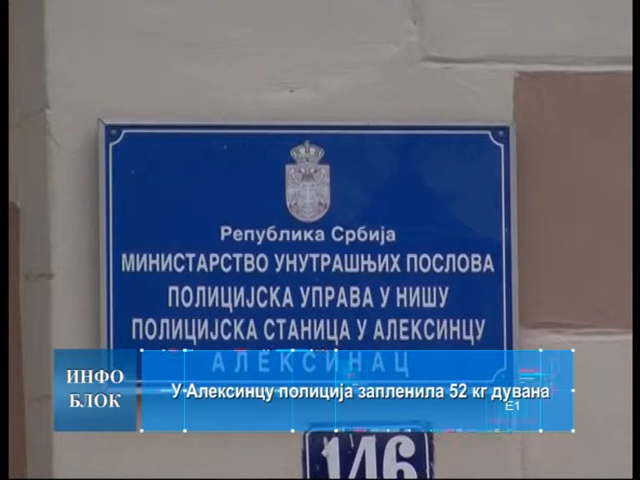 Република Србија
МИНИСТАРСТВО УНУТРАШЊИХ ПОСЛОВА
ПОЛИЦИЈСКА УПРАВА У НИШУ
ПОЛИЦИЈСКА СТАНИЦА У АЛЕКСИНЦУ
АЛЕКСИНАЦ
ИНФО
БЛОК
У Алексинцу полиција запленила 52 кг дувана
E1
146